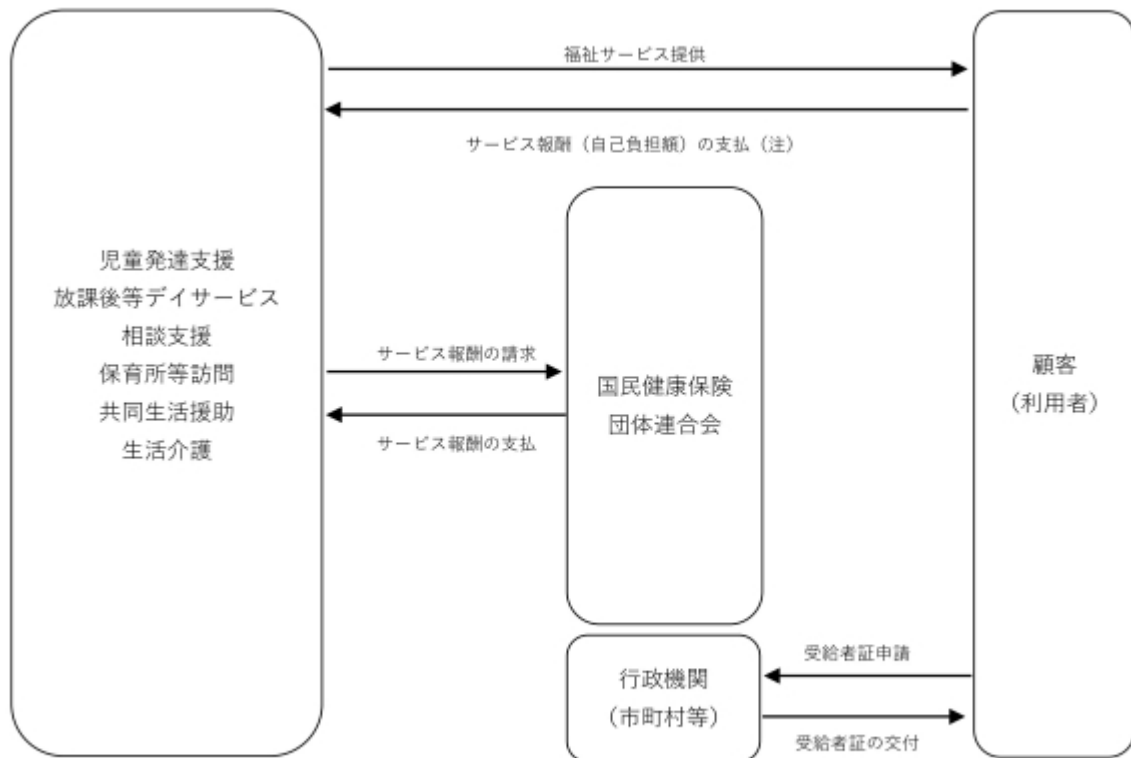 福祉サービス提供
サービス報酬（自己負担額）の支払（注）
児童発達支援
放課後等デイサービス
相談支援
保育所等訪問
共同生活援助
生活介護
サービス報酬の請求
サービス報酬の支払
国民健康保険
団体連合会
顧客
（利用者）
行政機関
（市町村等）
受給者証申請
受給者証の交付